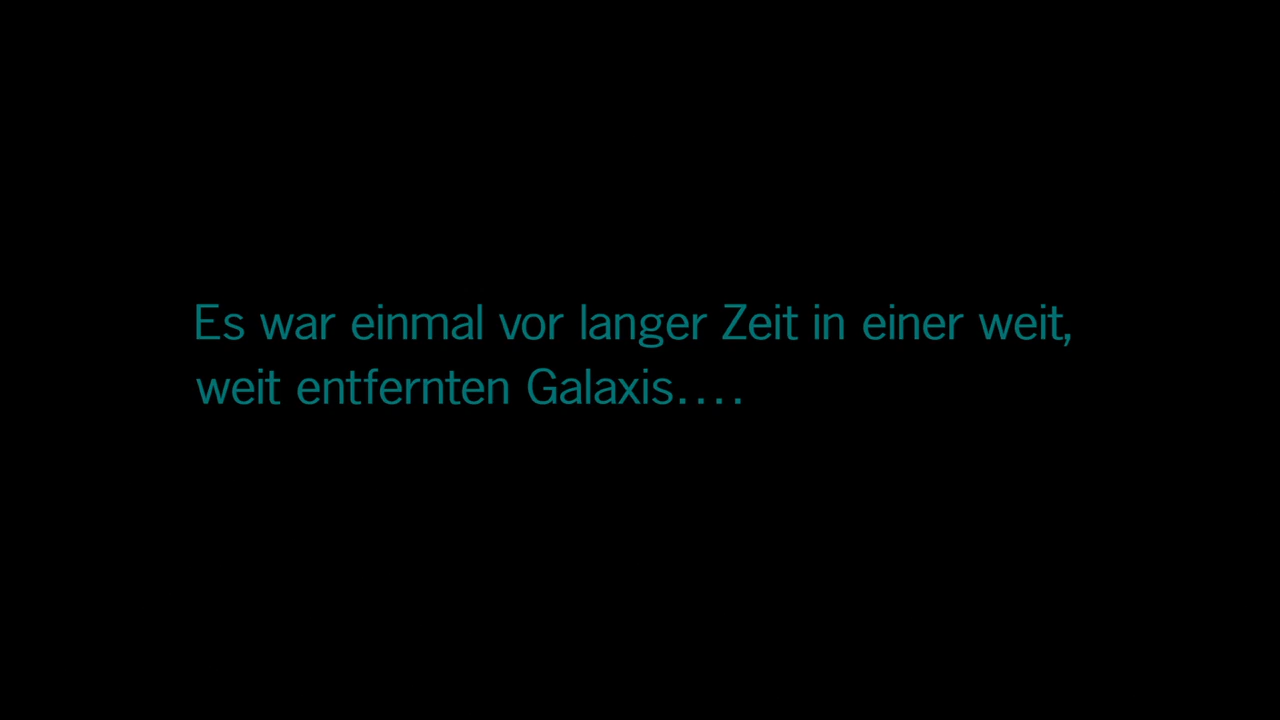 Es war einmal vor langer Zeit in einer weit,
weit entfernten Galaxis....